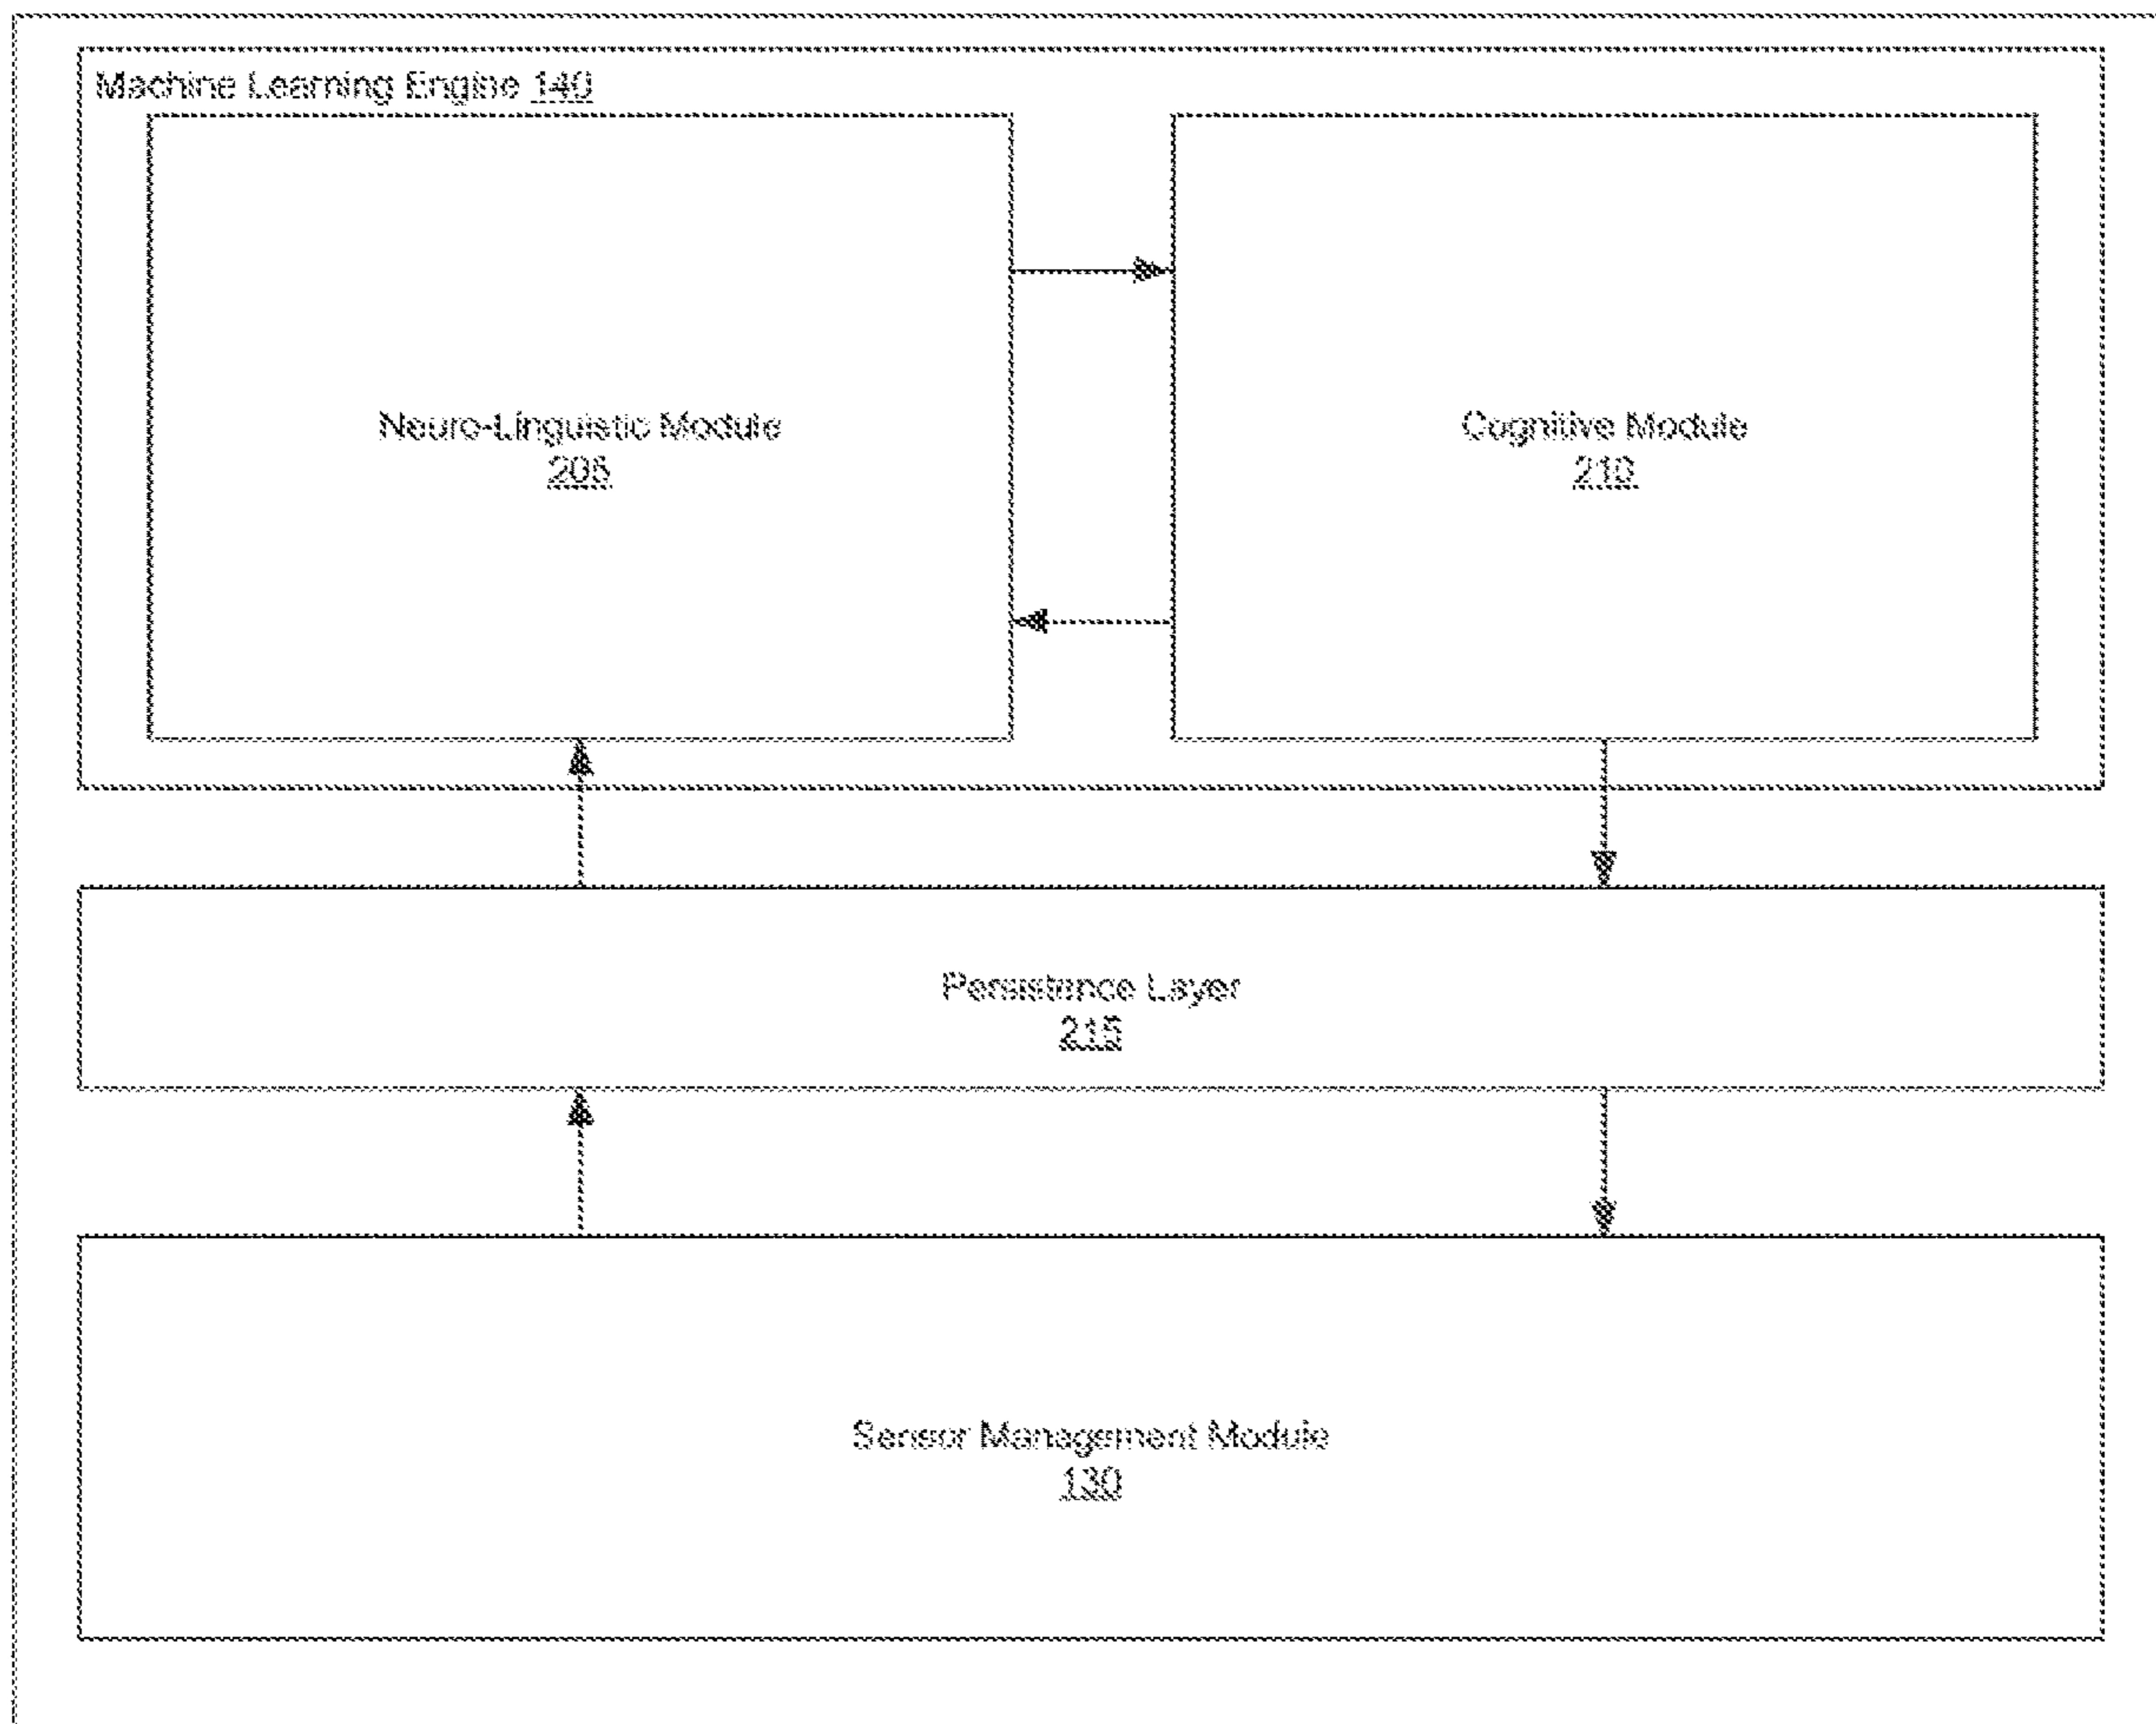 Machine Learning Engine 140
Neuro-Linguistic Module
205
Cognitive Module
210
Persistence Layer
215
Sensor Management Module
130